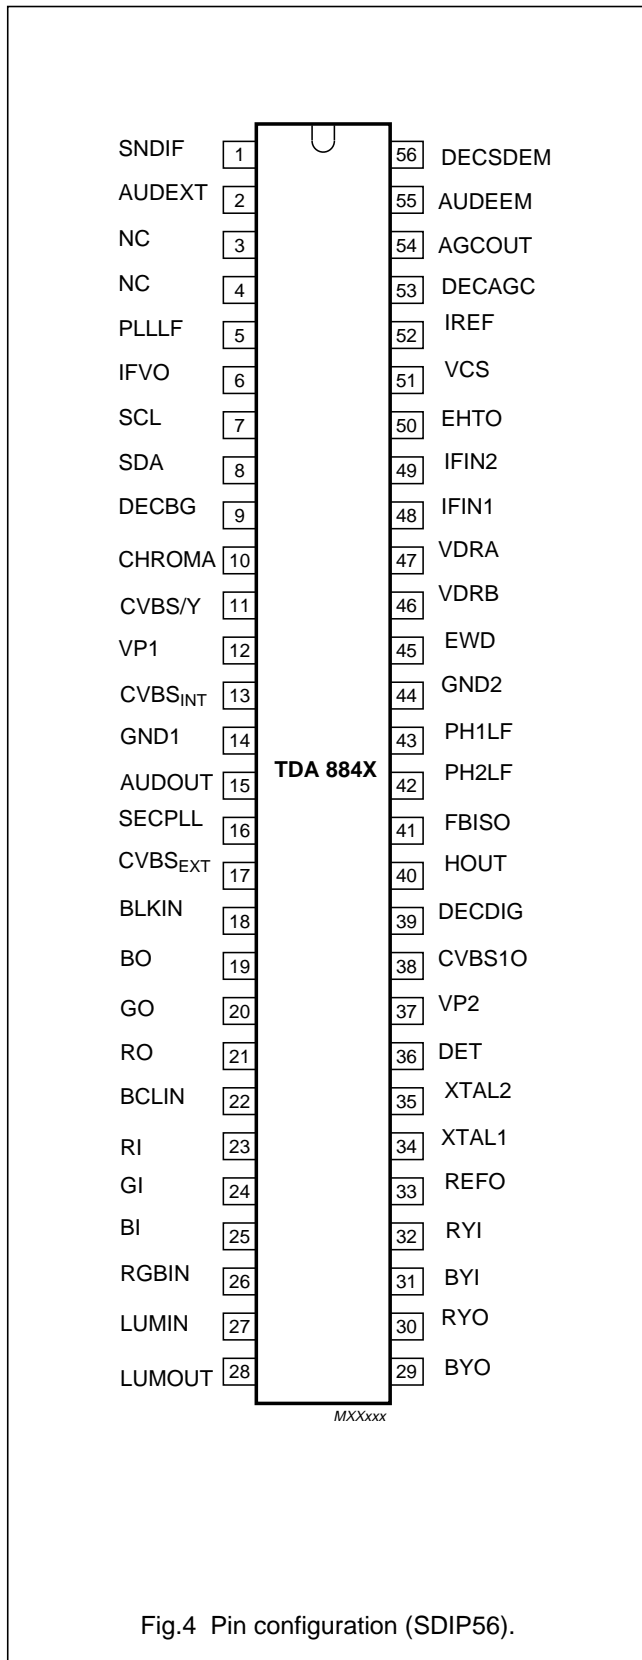 SNDIF 1 56 DECSDEM
AUDEXT 2 55 AUDEEM
NC 3 54 AGCOUT
NC 4 53 DECAGC
PLLLF 5 52 IREF
IFVO 6 51 VCS
SCL 7 50 EHTO
SDA 8 49 IFIN2
DECBG 9 48 IFIN1
CHROMA 10 47 VDRA
CVBS/Y 11 46 VDRB
VP1 12 45 EWD
CVBSINT 13 44 GND2
GND1 14 43 PH1LF
TDA 884X
AUDOUT 15 42 PH2LF
SECPLL 16 41 FBISO
CVBSEXT 17 40 HOUT
BLKIN 18 39 DECDIG
BO 19 38 CVBS1O
GO 20 37 VP2
RO 21 36 DET
BCLIN 22 35 XTAL2
RI 23 34 XTAL1
GI 24 33 REFO
BI 25 32 RYI
RGBIN 26 31 BYI
LUMIN 27 30 RYO
LUMOUT 28 29 BYO
MXXxxx
Fig.4 Pin configuration (SDIP56).